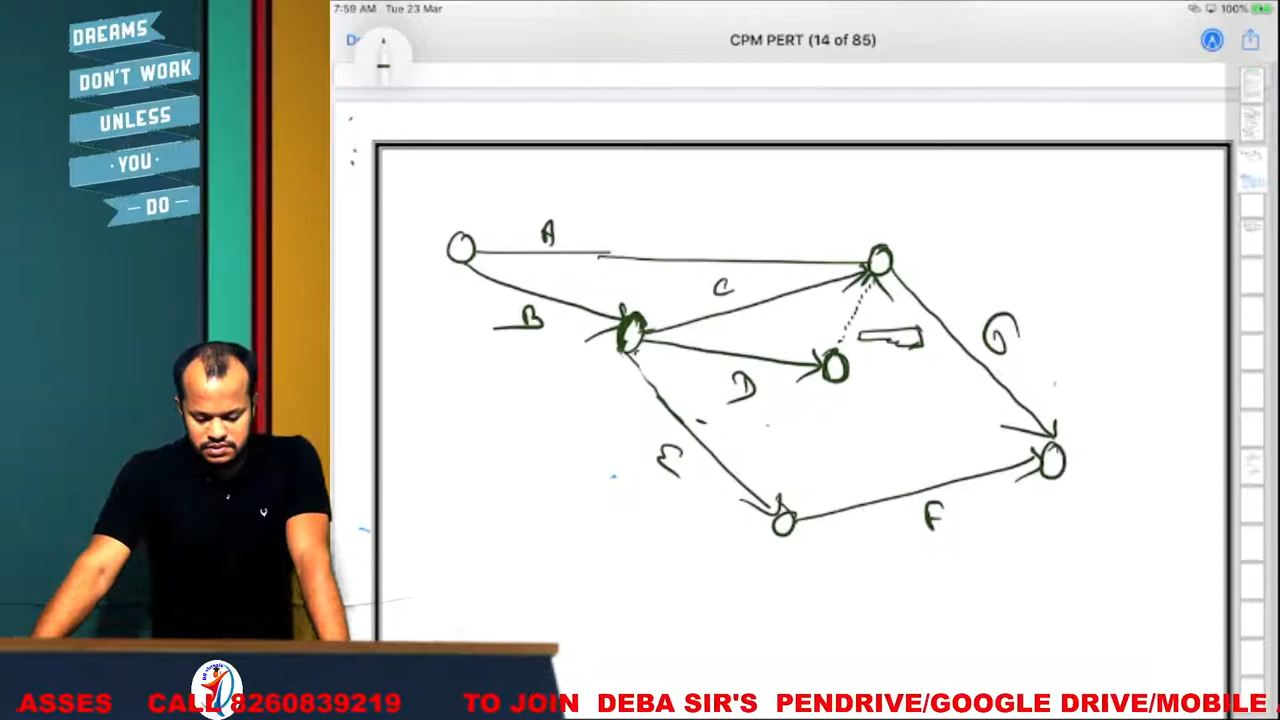 DREAMS
DON'T WORK
UNLESS
·YOU·
– DO –
7:59 AM Tue 23 Mar
100%
CPM PERT (14 of 85)
A
B
C
D
E
G
F
ASSES CALL 8260839219 TO JOIN DEBA SIR'S PENDRIVE/GOOGLE DRIVE/MOBILE